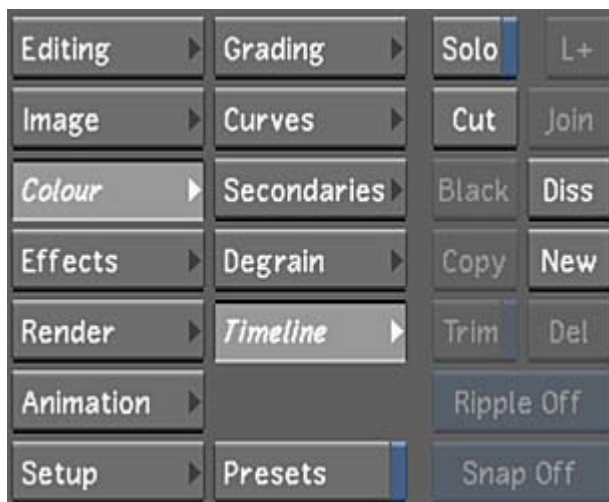 Editing Grading Solo L+
Image Curves Cut Join
Colour Secondaries Black Diss
Effects Degrain Copy New
Render Timeline Trim Del
Animation Ripple Off
Setup Presets Snap Off